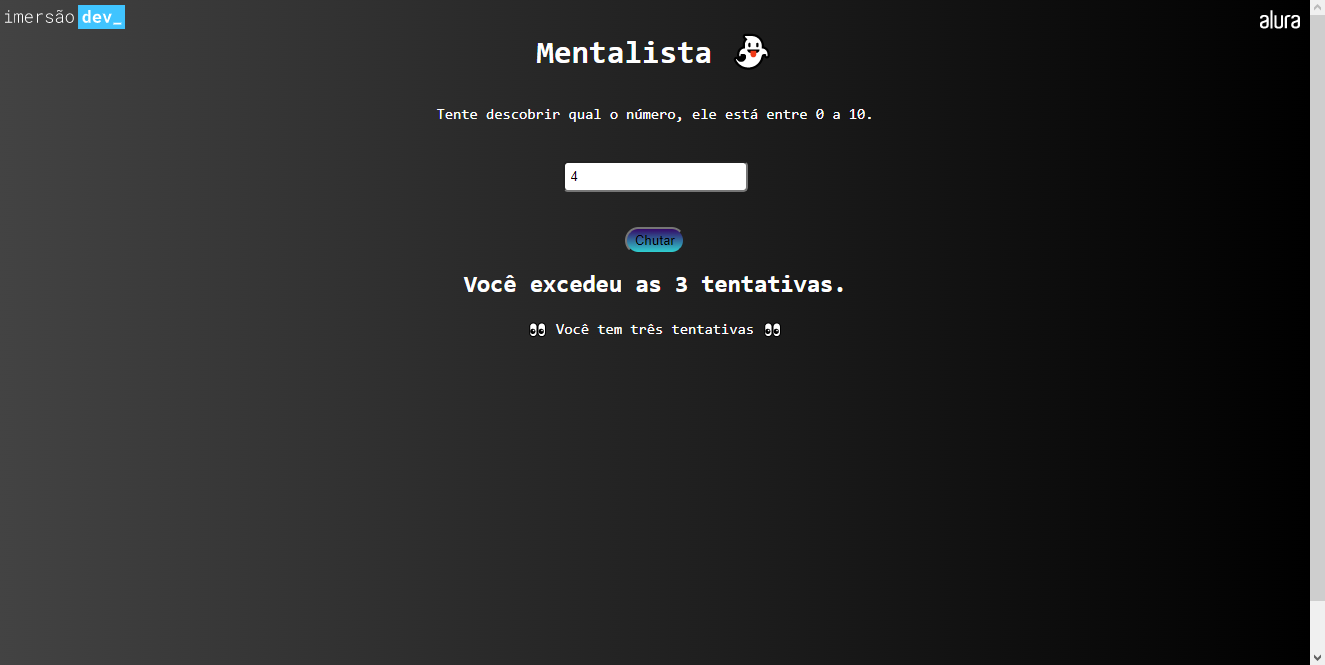 imersão dev_
alura
Mentalista
Tente descobrir qual o número, ele está entre 0 a 10.
4
Chutar
Você excedeu as 3 tentativas.
👀 Você tem três tentativas 👀